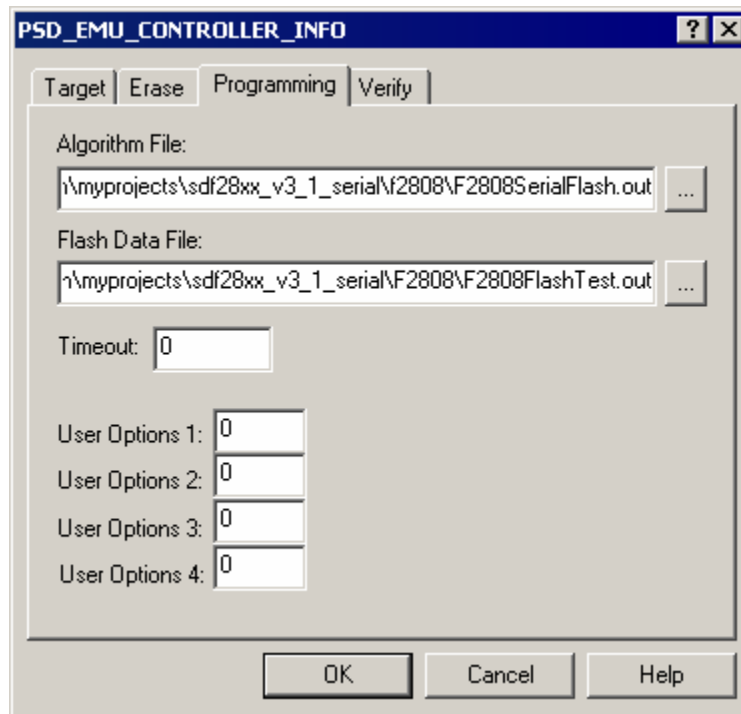 PSD_EMU_CONTROLLER_INFO
Target Erase Programming Verify
Algorithm File:
\myprojects\sdf28xx_v3_1_serial\f2808\F2808SerialFlash.out ...
Flash Data File:
\myprojects\sdf28xx_v3_1_serial\F2808\F2808FlashTest.out ...
Timeout: 0
User Options 1: 0
User Options 2: 0
User Options 3: 0
User Options 4: 0
OK Cancel Help